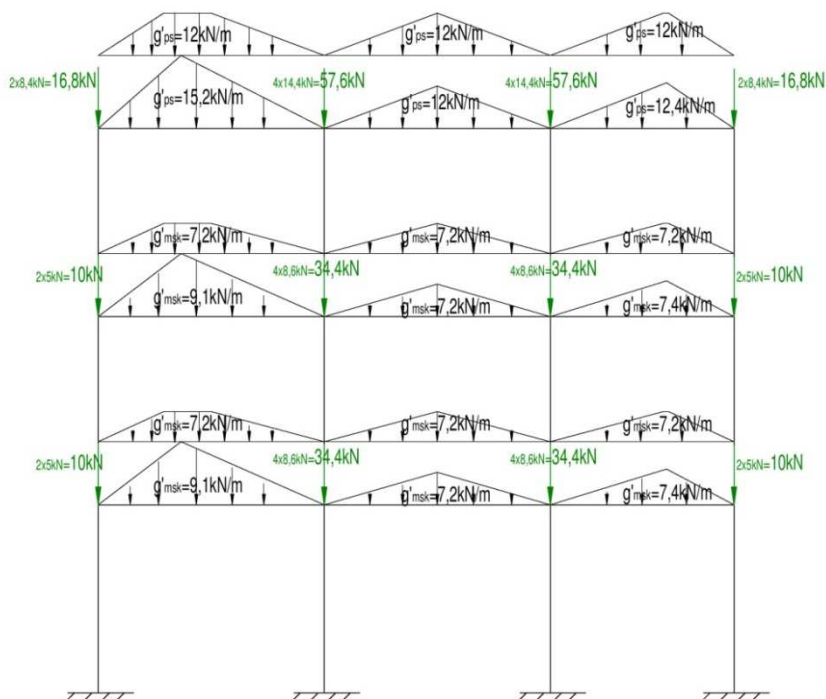 g'ps=12kN/m g'ps=12kN/m g'ps=12kN/m
2x8,4kN=16,8kN 4x14,4kN=57,6kN 4x14,4kN=57,6kN 2x8,4kN=16,8kN
g'ps=15,2kN/m g'ps=12kN/m g'ps=12,4kN/m
g'msk=7,2kN/m g'msk=7,2kN/m g'msk=7,2kN/m
2x5kN=10kN 4x8,6kN=34,4kN 4x8,6kN=34,4kN 2x5kN=10kN
g'msk=9,1kN/m g'msk=7,2kN/m g'msk=7,4kN/m
g'msk=7,2kN/m g'msk=7,2kN/m g'msk=7,2kN/m
2x5kN=10kN 4x8,6kN=34,4kN 4x8,6kN=34,4kN 2x5kN=10kN
g'msk=9,1kN/m g'msk=7,2kN/m g'msk=7,4kN/m